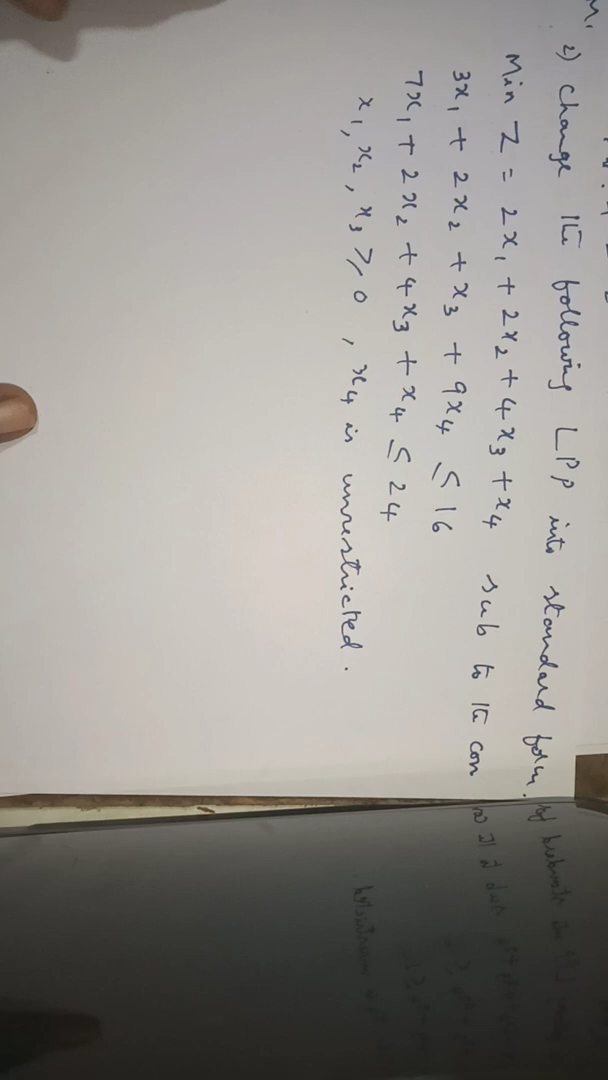 2) Change the following LPP into standard form.
Min Z = 2x₁ + 2x₂ + 4x₃ + x₄ sub to the con
3x₁ + 2x₂ + x₃ + 9x₄ ≤ 16
7x₁ + 2x₂ + 4x₃ + x₄ ≤ 24
x₁, x₂, x₃ ≥ 0, x₄ is unrestricted.